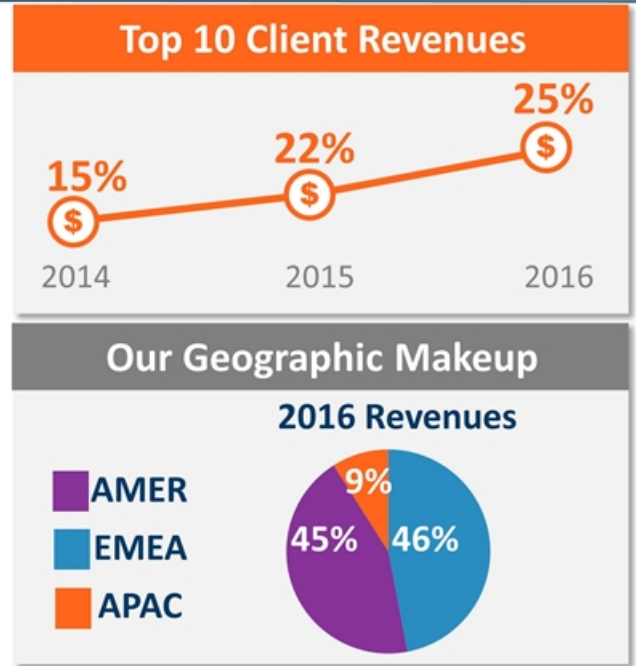 Top 10 Client Revenues
25%
22%
15%
$
$
$
2014 2015 2016
Our Geographic Makeup
2016 Revenues
AMER
EMEA
APAC
9%
45% 46%